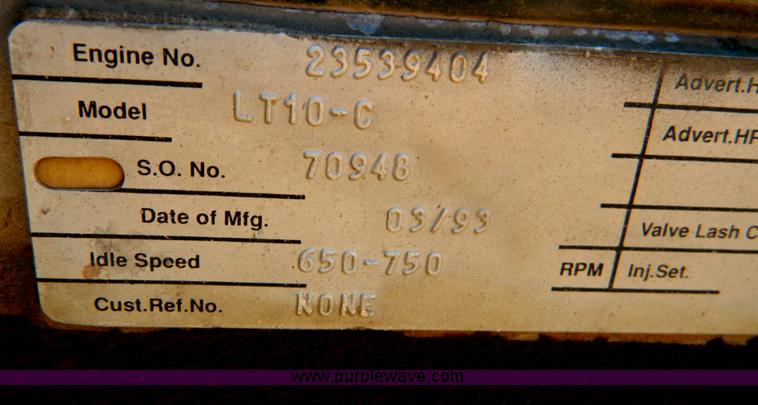 Engine No. 23539404
Advert.H
Model LT10-C
Advert.HP
S.O. No. 70948
Date of Mfg. 03/93
Valve Lash C
Idle Speed 650-750
RPM Inj.Set.
Cust.Ref.No. NONE
www.purplewave.com